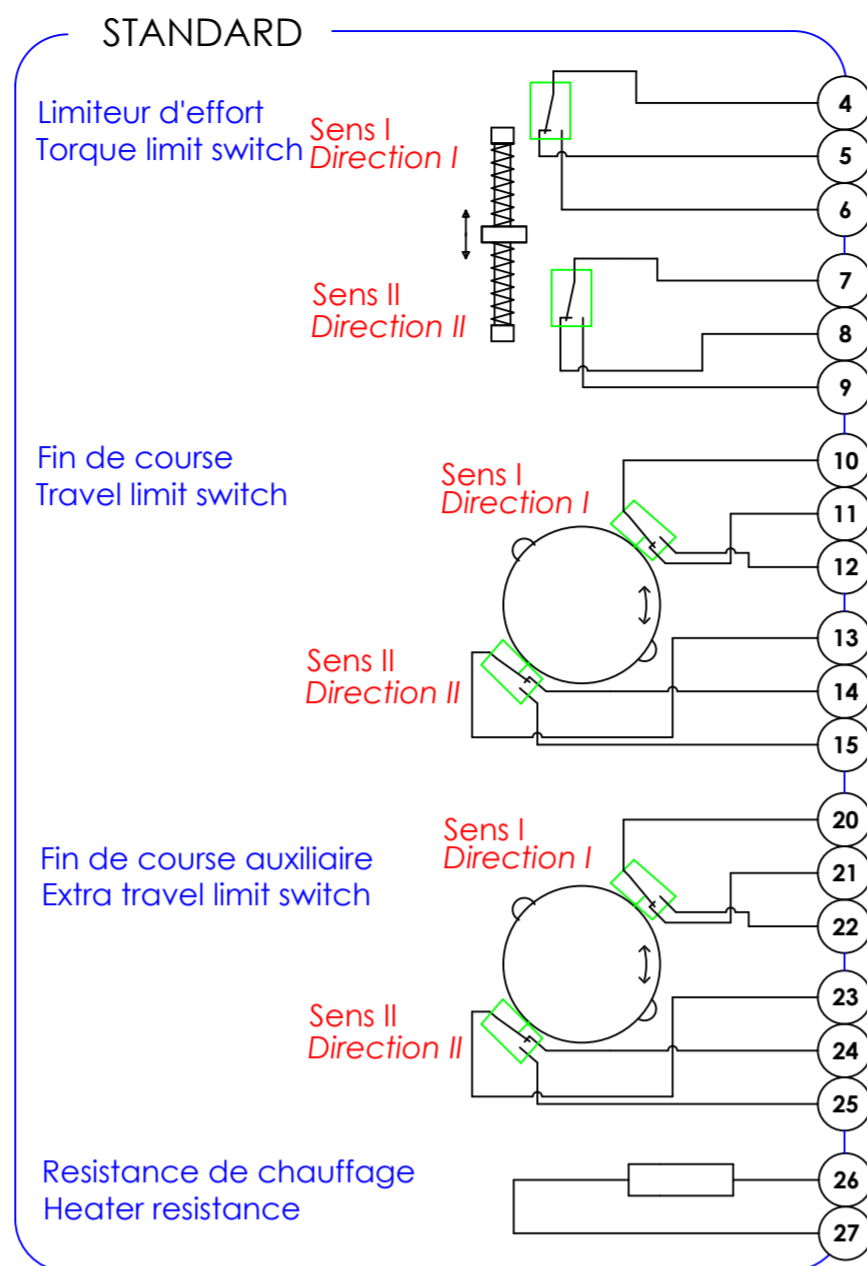 STANDARD
Limiteur d'effort
Torque limit switch
Sens I
Direction I
4
5
6
Sens II
Direction II
7
8
9
Fin de course
Travel limit switch
Sens I
Direction I
10
11
12
Sens II
Direction II
13
14
15
Fin de course auxiliaire
Extra travel limit switch
Sens I
Direction I
20
21
22
Sens II
Direction II
23
24
25
Resistance de chauffage
Heater resistance
26
27